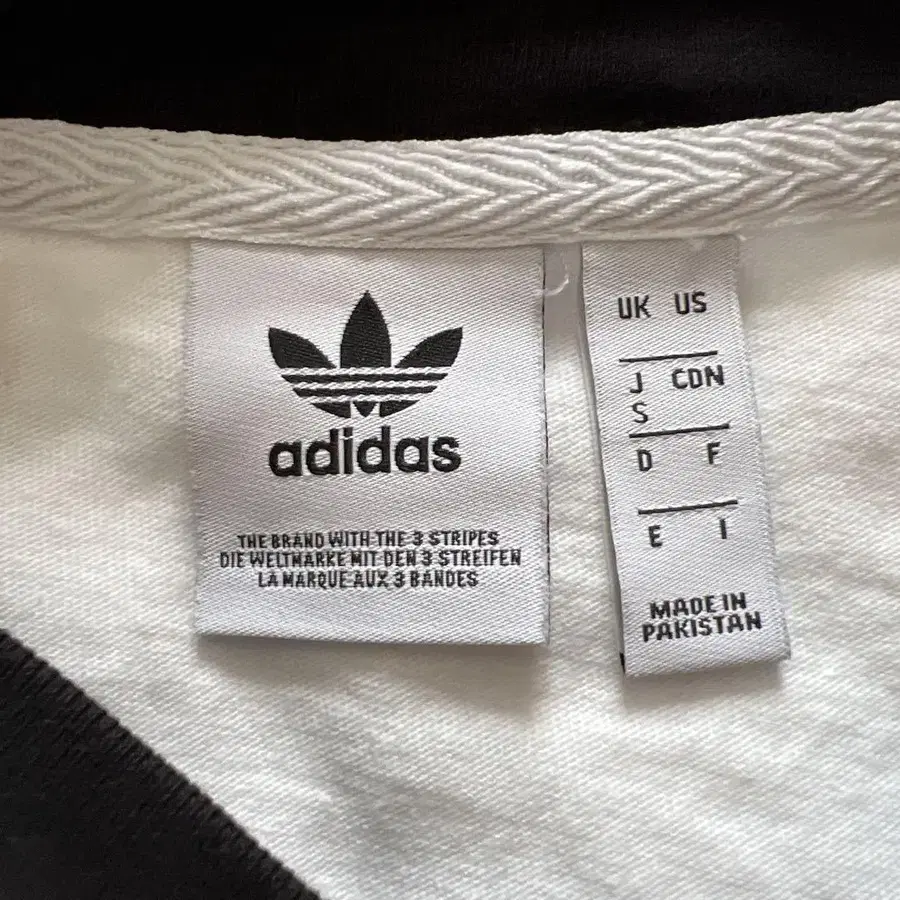 adidas
THE BRAND WITH THE 3 STRIPES
DIE WELTMARKE MIT DEN 3 STREIFEN
LA MARQUE AUX 3 BANDES
UK US
J CDN
S
D F
E I
MADE IN
PAKISTAN